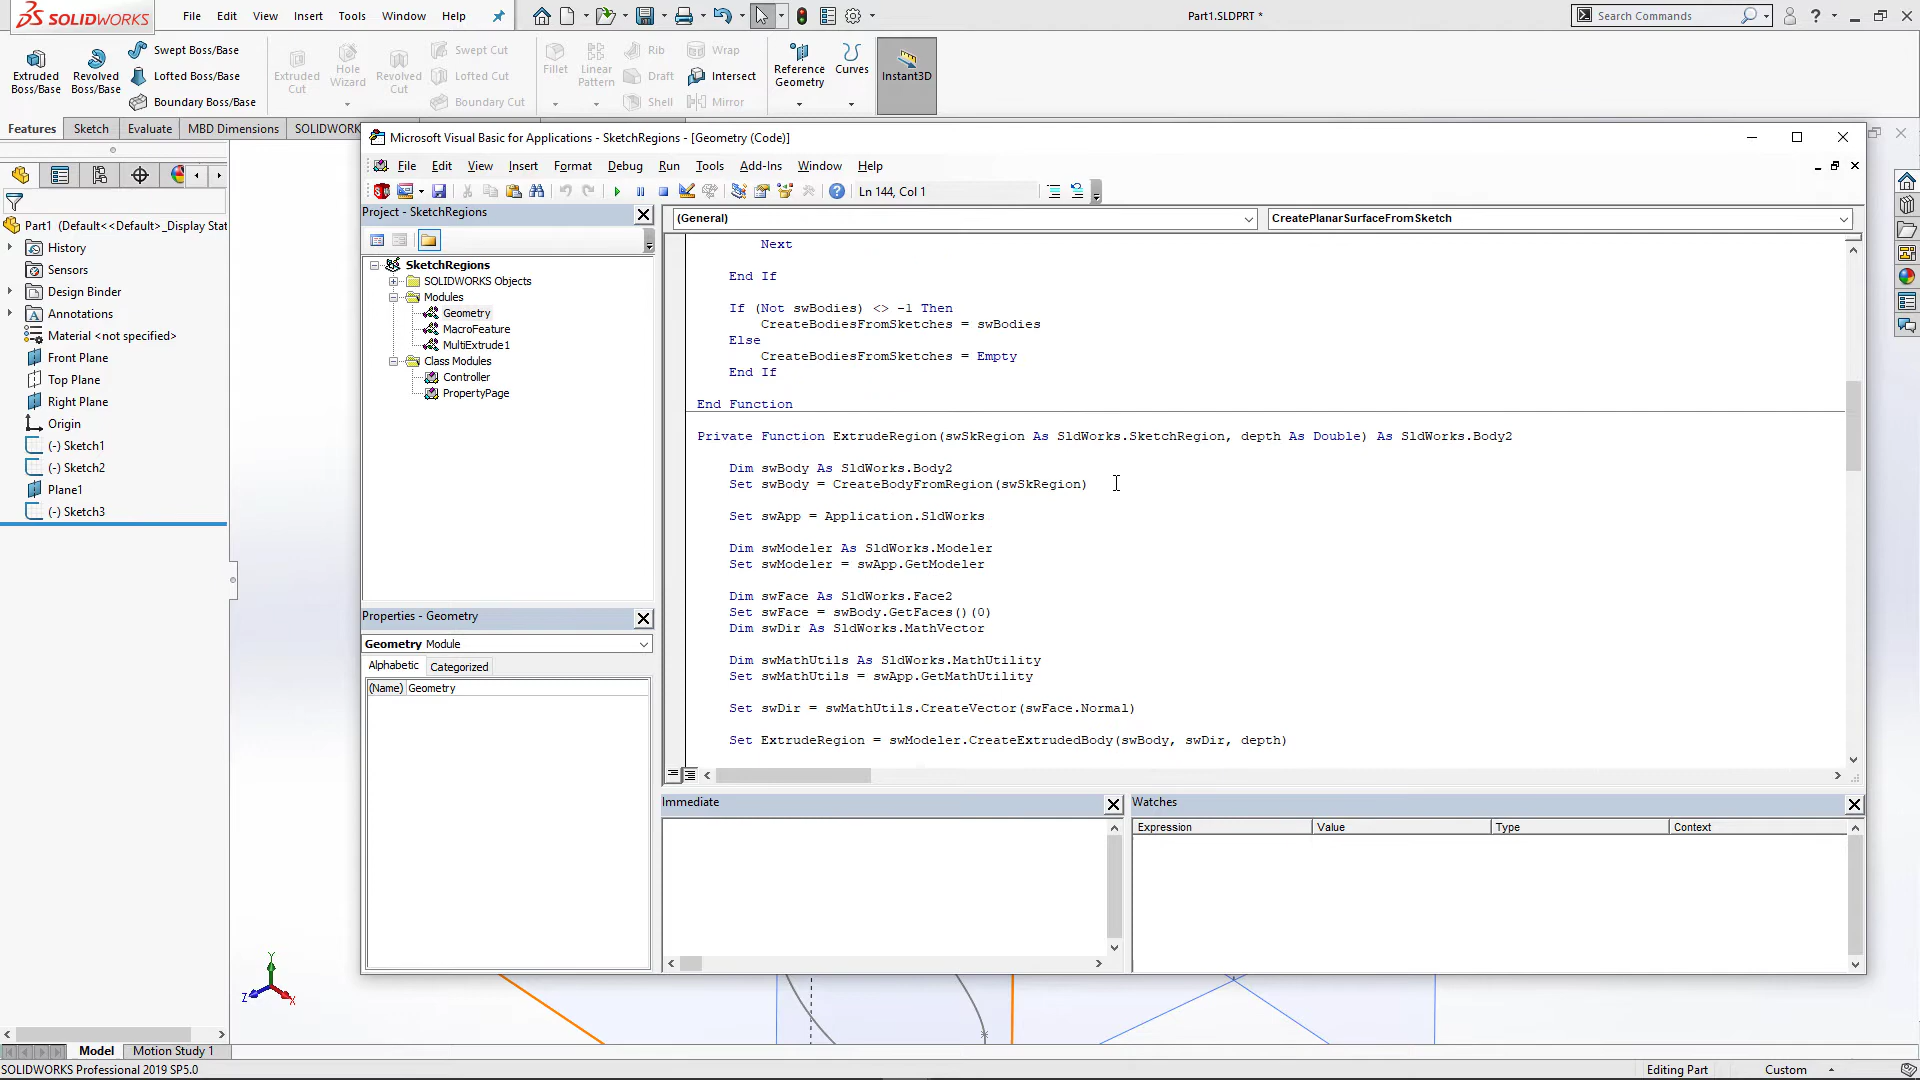 SOLIDWORKS
File Edit View Insert Tools Window Help
Part1.SLDPRT *
Search Commands
Extruded Boss/Base
Revolved Boss/Base
Swept Boss/Base
Lofted Boss/Base
Boundary Boss/Base
Extruded Cut
Hole Wizard
Revolved Cut
Swept Cut
Lofted Cut
Boundary Cut
Fillet
Linear Pattern
Rib
Draft
Shell
Wrap
Intersect
Mirror
Reference Geometry
Curves
Instant3D
Features Sketch Evaluate MBD Dimensions SOLIDWORK
Part1 (Default<<Default>_Display Stat
History
Sensors
Design Binder
Annotations
Material <not specified>
Front Plane
Top Plane
Right Plane
Origin
(-) Sketch1
(-) Sketch2
Plane1
(-) Sketch3
Microsoft Visual Basic for Applications - SketchRegions - [Geometry (Code)]
File Edit View Insert Format Debug Run Tools Add-Ins Window Help
Ln 144, Col 1
Project - SketchRegions
SketchRegions
SOLIDWORKS Objects
Modules
Geometry
MacroFeature
MultiExtrude1
Class Modules
Controller
PropertyPage
Properties - Geometry
Geometry Module
Alphabetic Categorized
(Name) Geometry
(General) CreatePlanarSurfaceFromSketch
Next
End If
If (Not swBodies) <> -1 Then
CreateBodiesFromSketches = swBodies
Else
CreateBodiesFromSketches = Empty
End If
End Function
Private Function ExtrudeRegion(swSkRegion As SldWorks.SketchRegion, depth As Double) As SldWorks.Body2
Dim swBody As SldWorks.Body2
Set swBody = CreateBodyFromRegion(swSkRegion)
Set swApp = Application.SldWorks
Dim swModeler As SldWorks.Modeler
Set swModeler = swApp.GetModeler
Dim swFace As SldWorks.Face2
Set swFace = swBody.GetFaces()(0)
Dim swDir As SldWorks.MathVector
Dim swMathUtils As SldWorks.MathUtility
Set swMathUtils = swApp.GetMathUtility
Set swDir = swMathUtils.CreateVector(swFace.Normal)
Set ExtrudeRegion = swModeler.CreateExtrudedBody(swBody, swDir, depth)
Immediate
Watches
Expression Value Type Context
Y
Z
X
Model Motion Study 1
SOLIDWORKS Professional 2019 SP5.0
Editing Part Custom